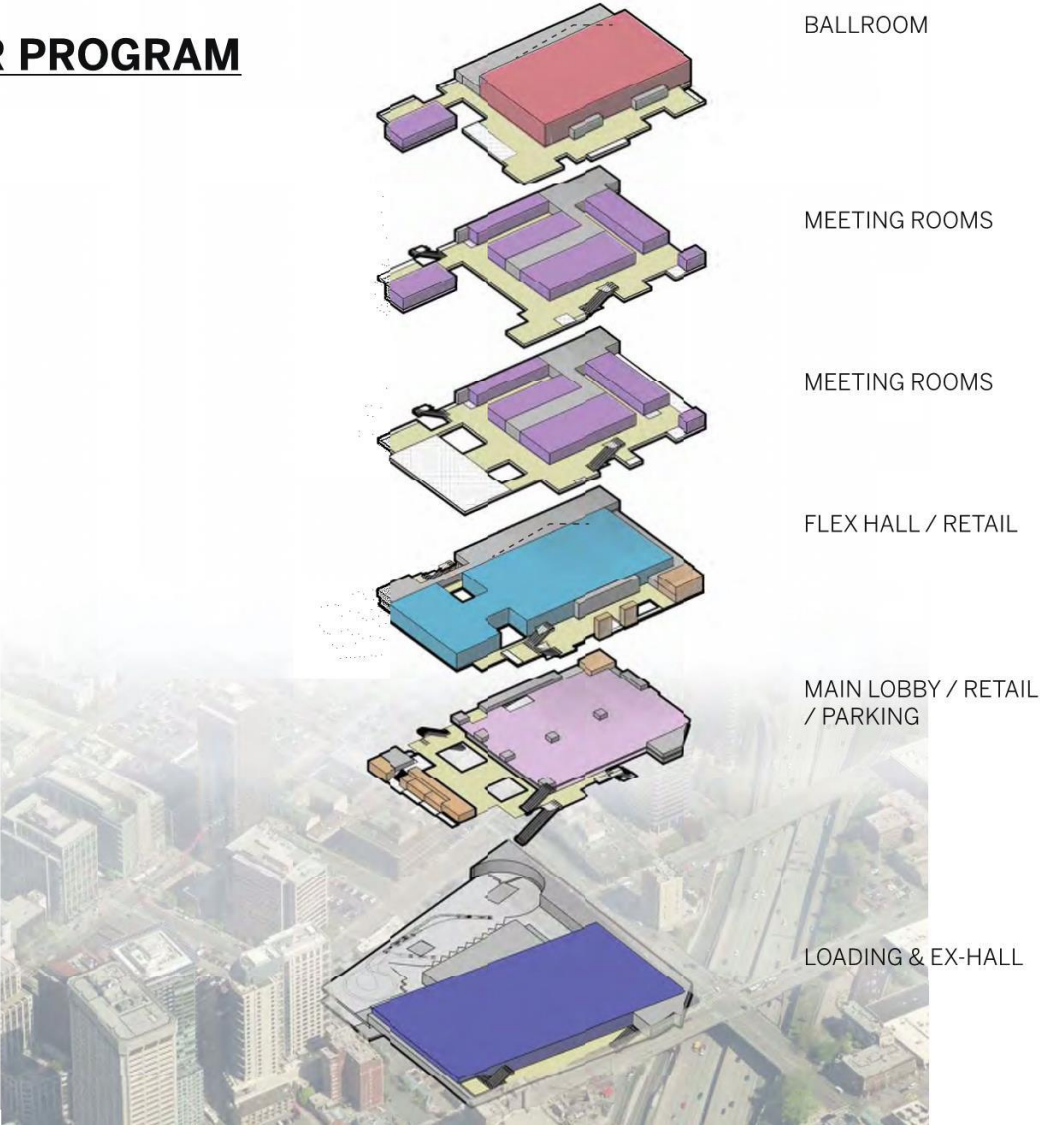 R PROGRAM
BALLROOM
MEETING ROOMS
MEETING ROOMS
FLEX HALL / RETAIL
MAIN LOBBY / RETAIL
/ PARKING
LOADING & EX-HALL